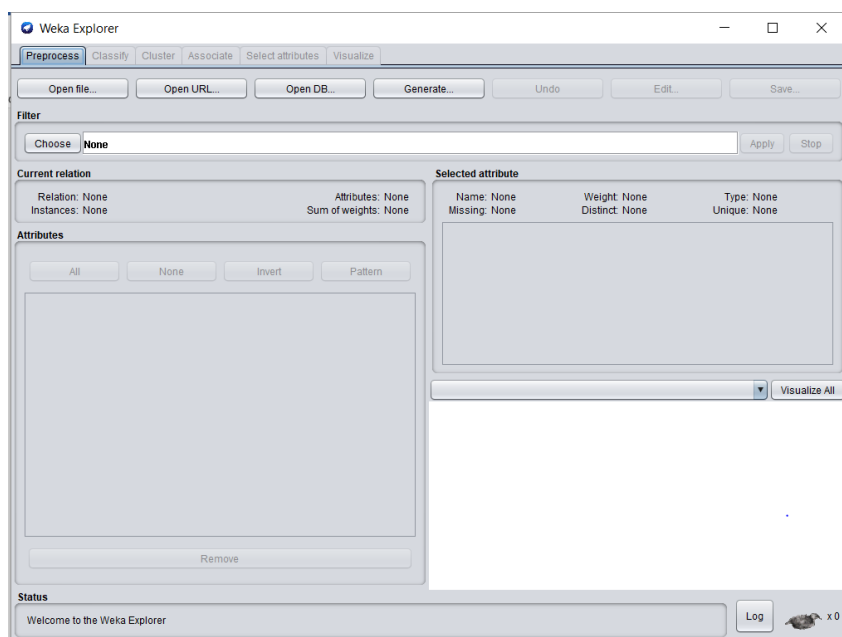 Weka Explorer
Preprocess Classify Cluster Associate Select attributes Visualize
Open file... Open URL... Open DB... Generate... Undo Edit... Save...
Filter
Choose None Apply Stop
Current relation
Relation: None Attributes: None
Instances: None Sum of weights: None
Selected attribute
Name: None Weight: None Type: None
Missing: None Distinct: None Unique: None
Attributes
All None Invert Pattern
Remove
Visualize All
Status
Welcome to the Weka Explorer
Log x 0